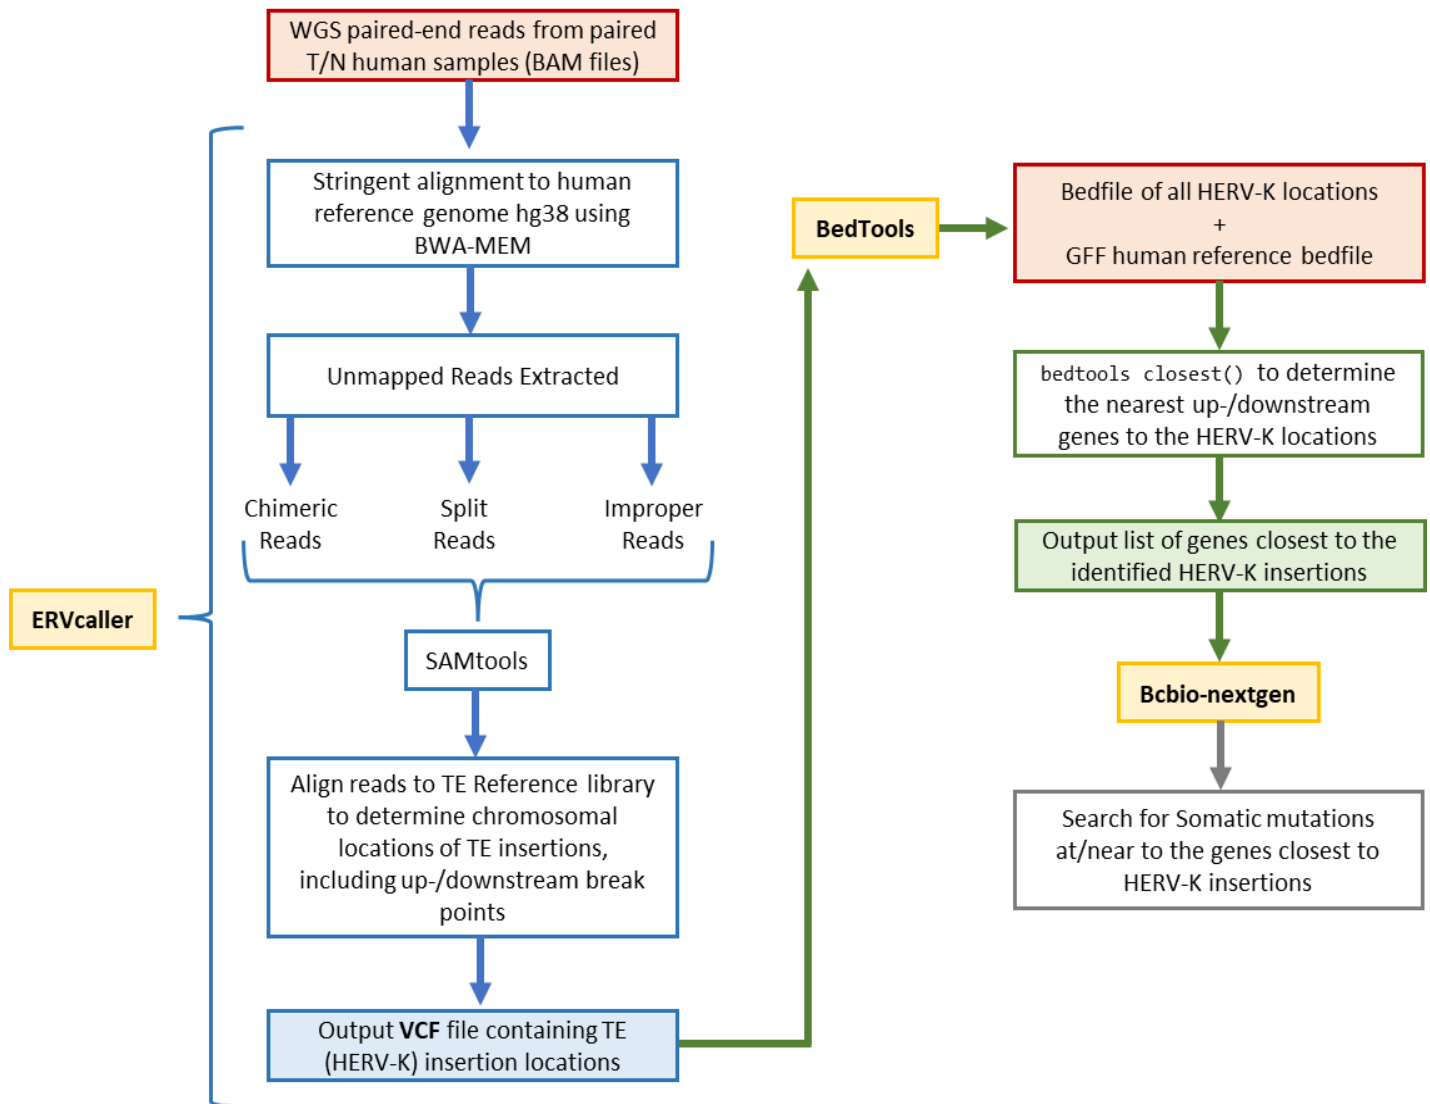 WGS paired-end reads from paired
T/N human samples (BAM files)
Stringent alignment to human
reference genome hg38 using
BWA-MEM
Unmapped Reads Extracted
Chimeric
Reads
Split
Reads
Improper
Reads
ERVcaller
SAMtools
Align reads to TE Reference library
to determine chromosomal
locations of TE insertions,
including up-/downstream break
points
Output VCF file containing TE
(HERV-K) insertion locations
BedTools
Bedfile of all HERV-K locations
+
GFF human reference bedfile
bedtools closest() to determine
the nearest up-/downstream
genes to the HERV-K locations
Output list of genes closest to the
identified HERV-K insertions
Bcbio-nextgen
Search for Somatic mutations
at/near to the genes closest to
HERV-K insertions